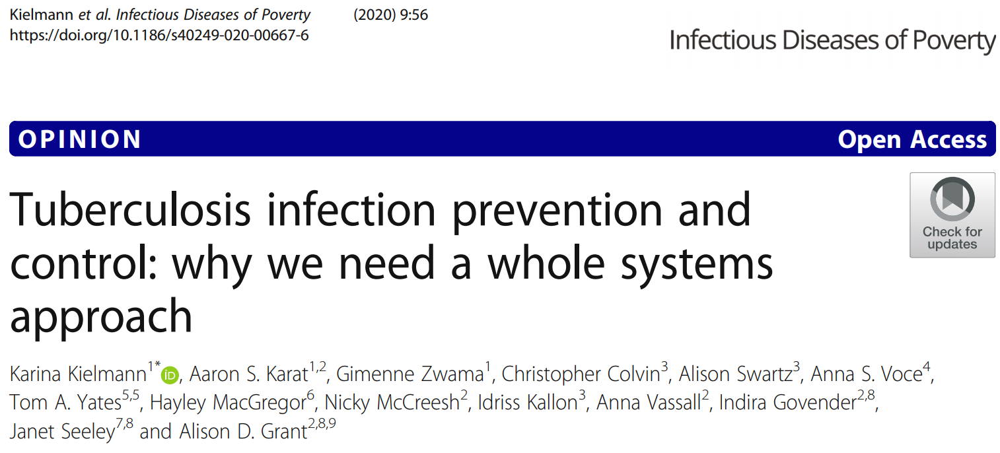 Kielmann et al. Infectious Diseases of Poverty (2020) 9:56
https://doi.org/10.1186/s40249-020-00667-6
Infectious Diseases of Poverty
OPINION Open Access
Check for
updates
Tuberculosis infection prevention and
control: why we need a whole systems
approach
Karina Kielmann1* iD, Aaron S. Karat1,2, Gimenne Zwama1, Christopher Colvin3, Alison Swartz3, Anna S. Voce4,
Tom A. Yates5,5, Hayley MacGregor6, Nicky McCreesh2, Idriss Kallon3, Anna Vassall2, Indira Govender2,8,
Janet Seeley7,8 and Alison D. Grant2,8,9